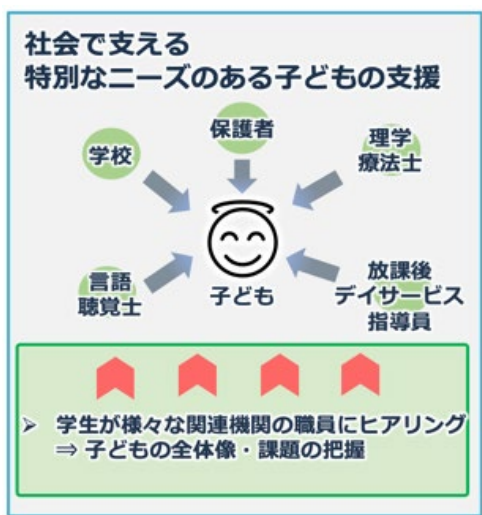 社会で支える
特別なニーズのある子どもの支援
保護者
学校
理学
療法士
子ども
言語
聴覚士
放課後
デイサービス
指導員
➢ 学生が様々な関連機関の職員にヒアリング
⇒ 子どもの全体像・課題の把握